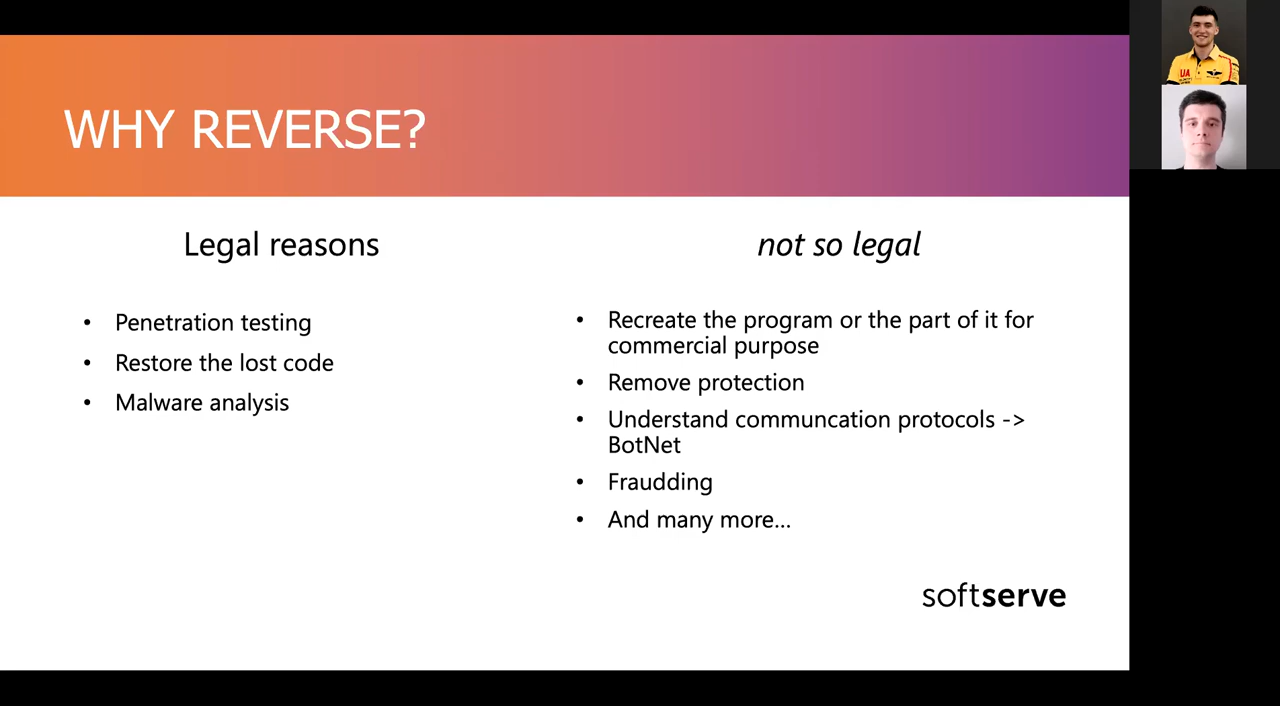 WHY REVERSE?
Legal reasons
• Penetration testing
• Restore the lost code
• Malware analysis
not so legal
• Recreate the program or the part of it for
commercial purpose
• Remove protection
• Understand communcation protocols ->
BotNet
• Fraudding
• And many more...
softserve
UA